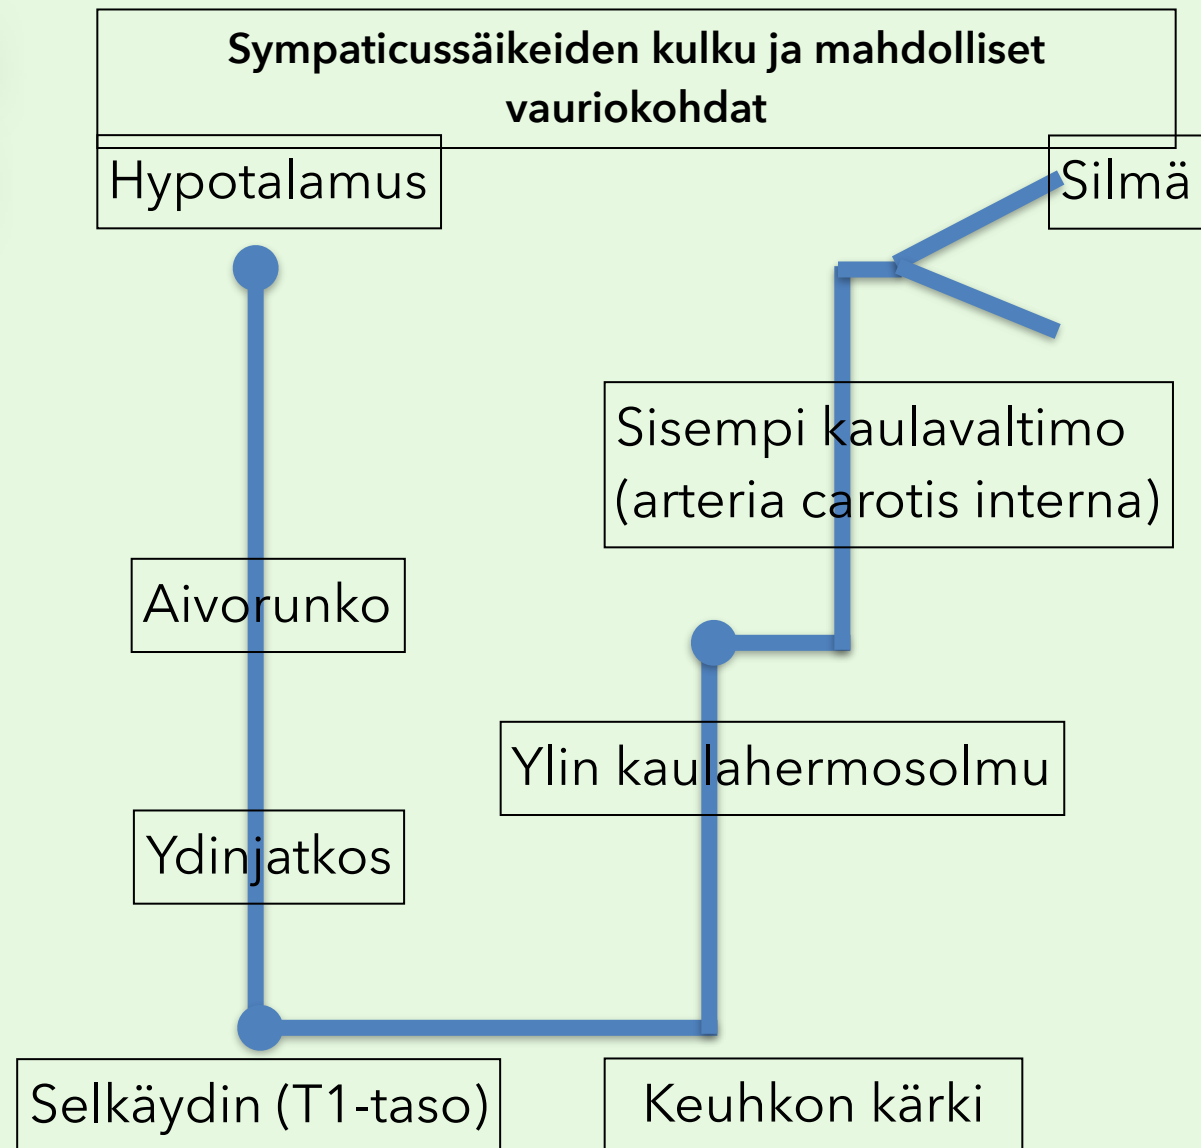 Sympaticussäikeiden kulku ja mahdolliset
vauriokohdat
Hypotalamus
Silmä
Sisempi kaulavaltimo
(arteria carotis interna)
Aivorunko
Ylin kaulahermosolmu
Ydinjatkos
Selkäydin (T1-taso)
Keuhkon kärki